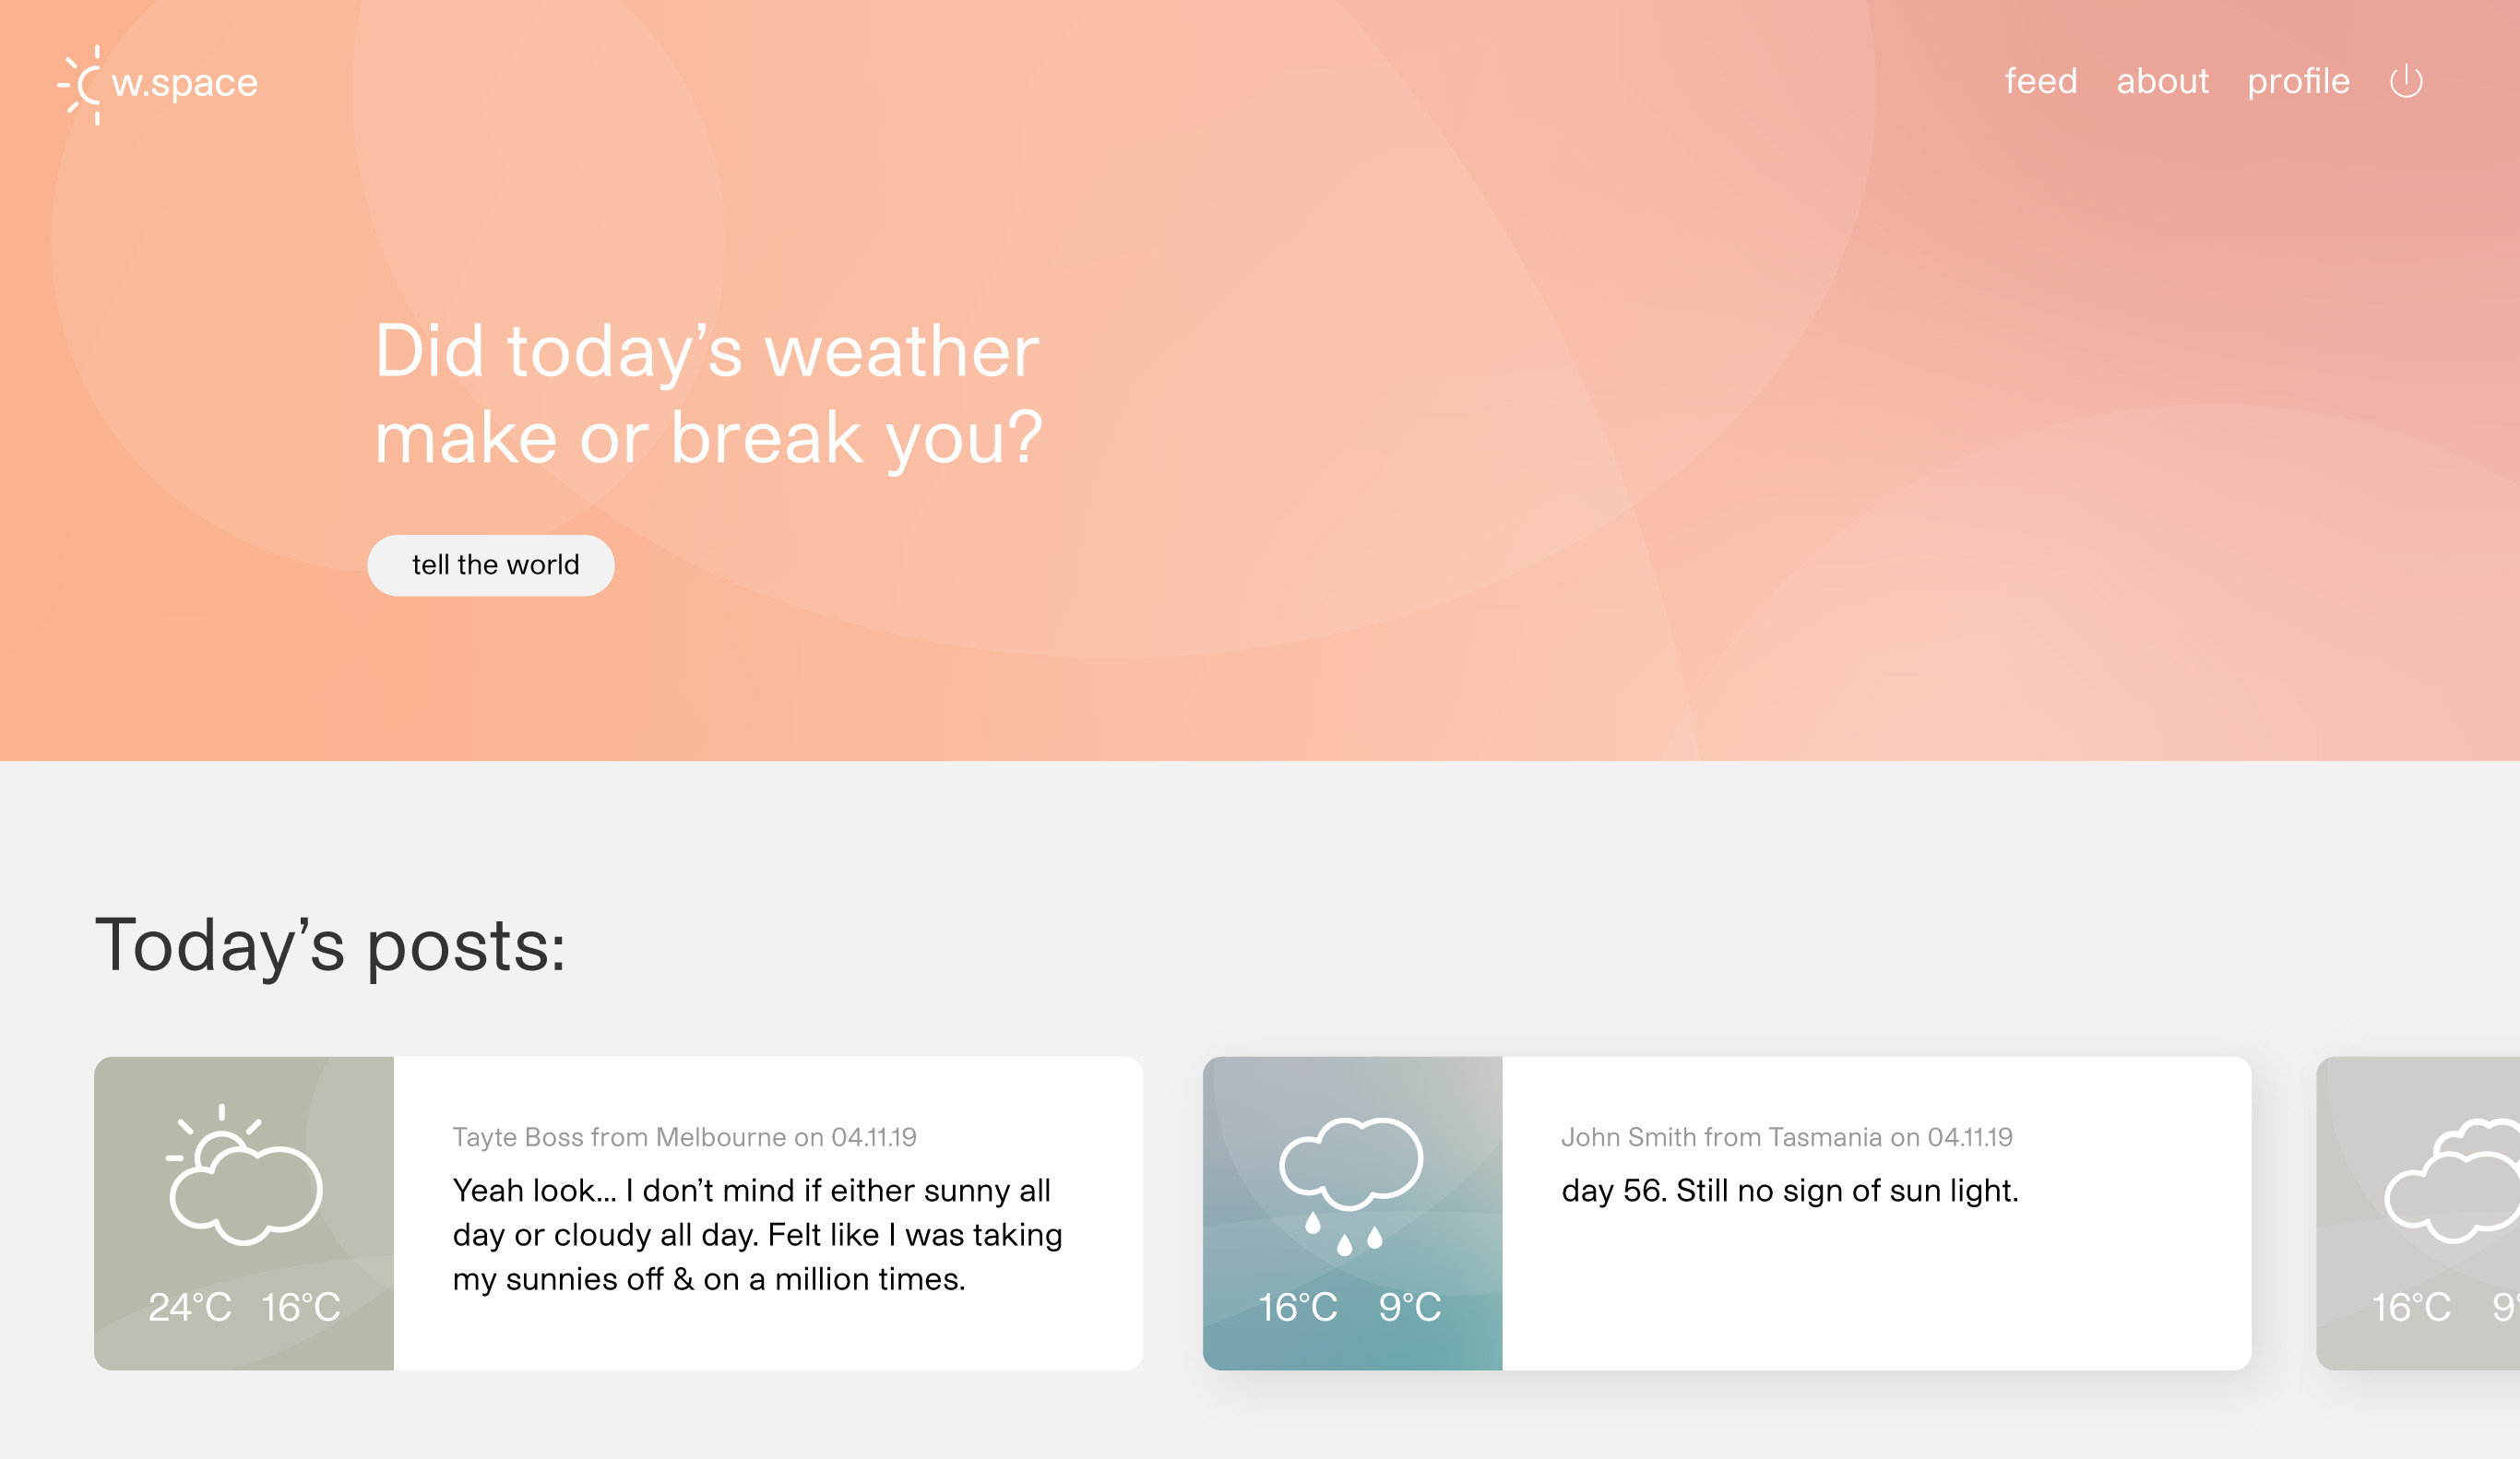 w.space
feed about profile
Did today’s weather
make or break you?
tell the world
Today’s posts:
Tayte Boss from Melbourne on 04.11.19
Yeah look... I don’t mind if either sunny all
day or cloudy all day. Felt like I was taking
my sunnies off & on a million times.
24°C 16°C
John Smith from Tasmania on 04.11.19
day 56. Still no sign of sun light.
16°C 9°C
16°C 9°